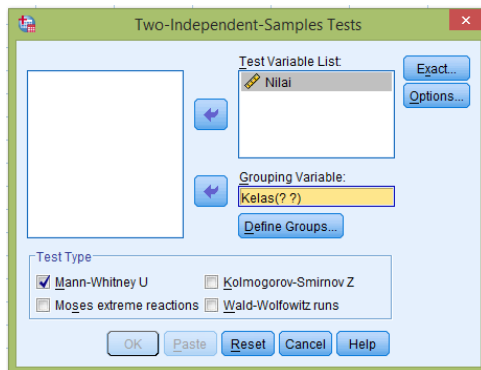 Two-Independent-Samples Tests
×
Test Variable List:
Nilai
Exact...
Options...
Grouping Variable:
Kelas(? ?)
Define Groups...
Test Type
Mann-Whitney U
Kolmogorov-Smirnov Z
Moses extreme reactions
Wald-Wolfowitz runs
OK Paste Reset Cancel Help